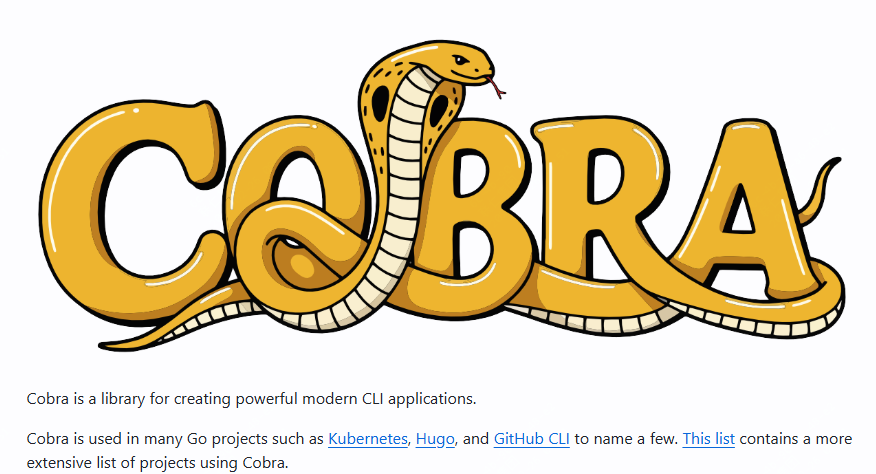 COBRA
Cobra is a library for creating powerful modern CLI applications.
Cobra is used in many Go projects such as Kubernetes, Hugo, and GitHub CLI to name a few. This list contains a more
extensive list of projects using Cobra.